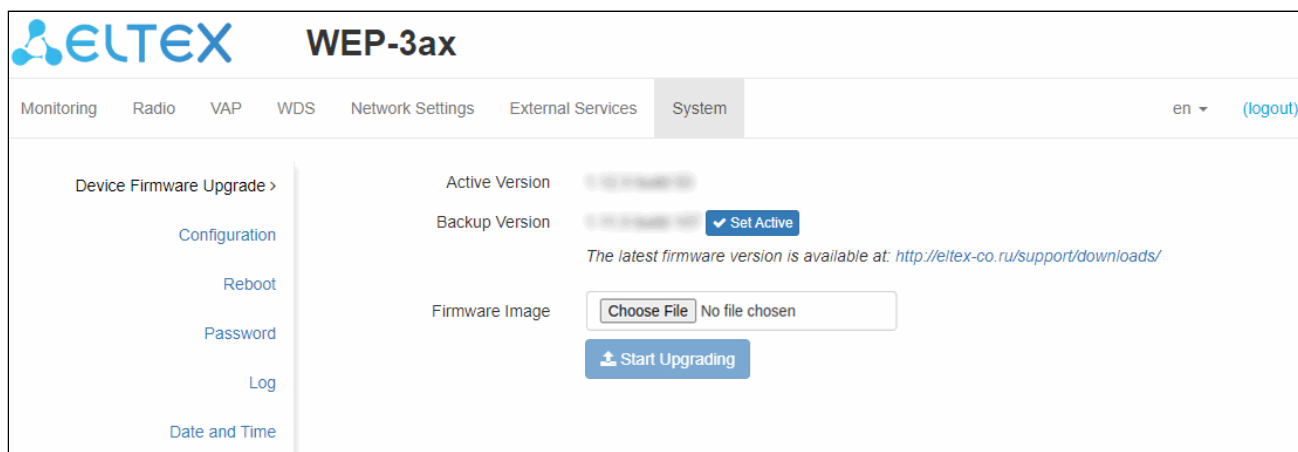 ELTEX WEP-3ax
Monitoring Radio VAP WDS Network Settings External Services System en (logout)
Device Firmware Upgrade >
Configuration
Reboot
Password
Log
Date and Time
Active Version
Backup Version Set Active
The latest firmware version is available at: http://eltex-co.ru/support/downloads/
Firmware Image Choose File No file chosen
Start Upgrading